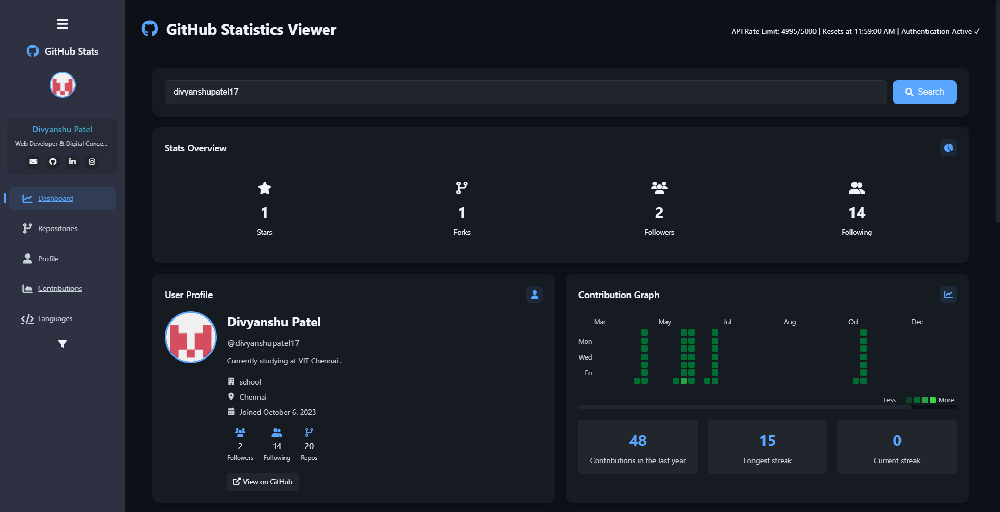 GitHub Stats
Divyanshu Patel
Web Developer & Digital Conce...
Dashboard
Repositories
Profile
Contributions
Languages
GitHub Statistics Viewer
API Rate Limit: 4995/5000 | Resets at 11:59:00 AM | Authentication Active ✓
divyanshupatel17
Search
Stats Overview
1
Stars
1
Forks
2
Followers
14
Following
User Profile
Divyanshu Patel
@divyanshupatel17
Currently studying at VIT Chennai .
school
Chennai
Joined October 6, 2023
2
Followers
14
Following
20
Repos
View on GitHub
Contribution Graph
Mar May Jul Aug Oct Dec
Mon
Wed
Fri
Less More
48
Contributions in the last year
15
Longest streak
0
Current streak